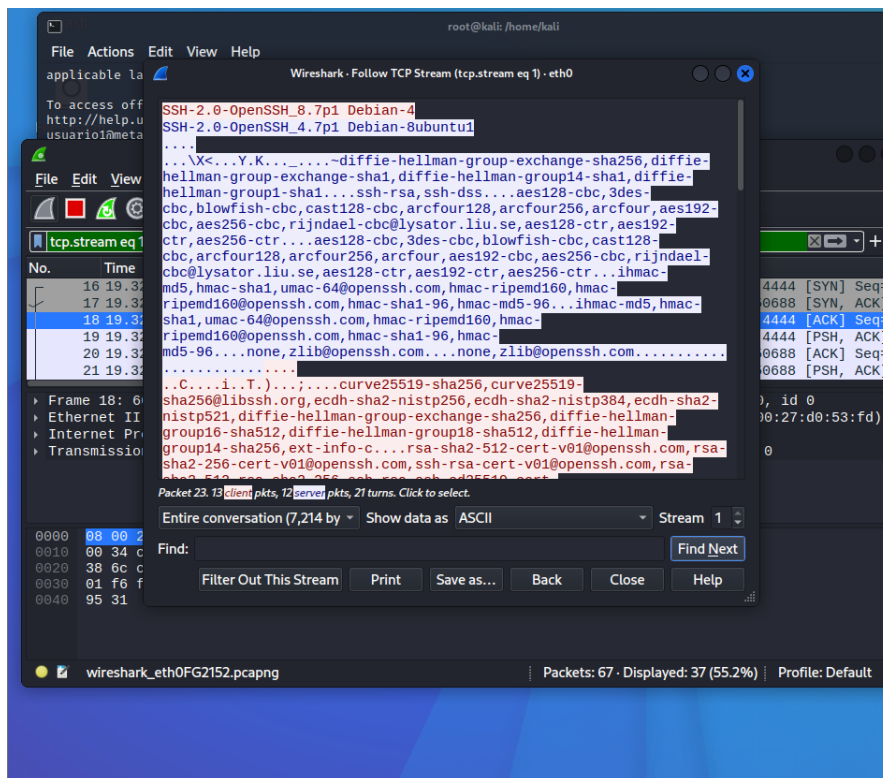 root@kali: /home/kali
File Actions Edit View Help
applicable la
To access off
http://help.u
usuario1@meta
Wireshark · Follow TCP Stream (tcp.stream eq 1) · eth0
SSH-2.0-OpenSSH_8.7p1 Debian-4
SSH-2.0-OpenSSH_4.7p1 Debian-8ubuntu1
....
...\X<...Y.K..._....~diffie-hellman-group-exchange-sha256,diffie-
hellman-group-exchange-sha1,diffie-hellman-group14-sha1,diffie-
hellman-group1-sha1....ssh-rsa,ssh-dss....aes128-cbc,3des-
cbc,blowfish-cbc,cast128-cbc,arcfour128,arcfour256,arcfour,aes192-
cbc,aes256-cbc,rijndael-cbc@lysator.liu.se,aes128-ctr,aes192-
ctr,aes256-ctr....aes128-cbc,3des-cbc,blowfish-cbc,cast128-
cbc,arcfour128,arcfour256,arcfour,aes192-cbc,aes256-cbc,rijndael-
cbc@lysator.liu.se,aes128-ctr,aes192-ctr,aes256-ctr...ihmac-
md5,hmac-sha1,umac-64@openssh.com,hmac-ripemd160,hmac-
ripemd160@openssh.com,hmac-sha1-96,hmac-md5-96...ihmac-md5,hmac-
sha1,umac-64@openssh.com,hmac-ripemd160,hmac-
ripemd160@openssh.com,hmac-sha1-96,hmac-
md5-96....none,zlib@openssh.com....none,zlib@openssh.com...........
................
..C....i..T.)...;....curve25519-sha256,curve25519-
sha256@libssh.org,ecdh-sha2-nistp256,ecdh-sha2-nistp384,ecdh-sha2-
nistp521,diffie-hellman-group-exchange-sha256,diffie-hellman-
group16-sha512,diffie-hellman-group18-sha512,diffie-hellman-
group14-sha256,ext-info-c....rsa-sha2-512-cert-v01@openssh.com,rsa-
sha2-256-cert-v01@openssh.com,ssh-rsa-cert-v01@openssh.com,rsa-
Packet 23. 13 client pkts, 12 server pkts, 21 turns. Click to select.
Entire conversation (7,214 by
Show data as ASCII
Stream 1
Find:
Find Next
Filter Out This Stream
Print
Save as...
Back
Close
Help
File Edit View
tcp.stream eq 1
No. Time
16 19.32
17 19.32
18 19.32
19 19.32
20 19.32
21 19.32
4444 [SYN] Seq=
0688 [SYN, ACK
4444 [ACK] Seq=
4444 [PSH, ACK
0688 [ACK] Seq=
0688 [PSH, ACK
Frame 18: 6
Ethernet II
Internet Pr
Transmissio
0, id 0
00:27:d0:53:fd)
0
0000 08 00 2
0010 00 34 c
0020 38 6c c
0030 01 f6 f
0040 95 31
wireshark_eth0FG2152.pcapng
Packets: 67 · Displayed: 37 (55.2%)
Profile: Default